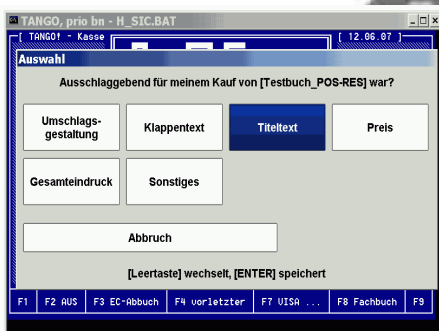 TANGO, prio bn - H_SIC.BAT
[ TANGO! - Kasse
[ 12.06.07 ]
Auswahl
Ausschlaggebend für meinem Kauf von [Testbuch_POS-RES] war?
Umschlags-
gestaltung
Klappentext
Titeltext
Preis
Gesamteindruck
Sonstiges
Abbruch
[Leertaste] wechselt, [ENTER] speichert
F1 F2 AUS F3 EC-Abbuch F4 vorletzter F7 VISA ... F8 Fachbuch F9